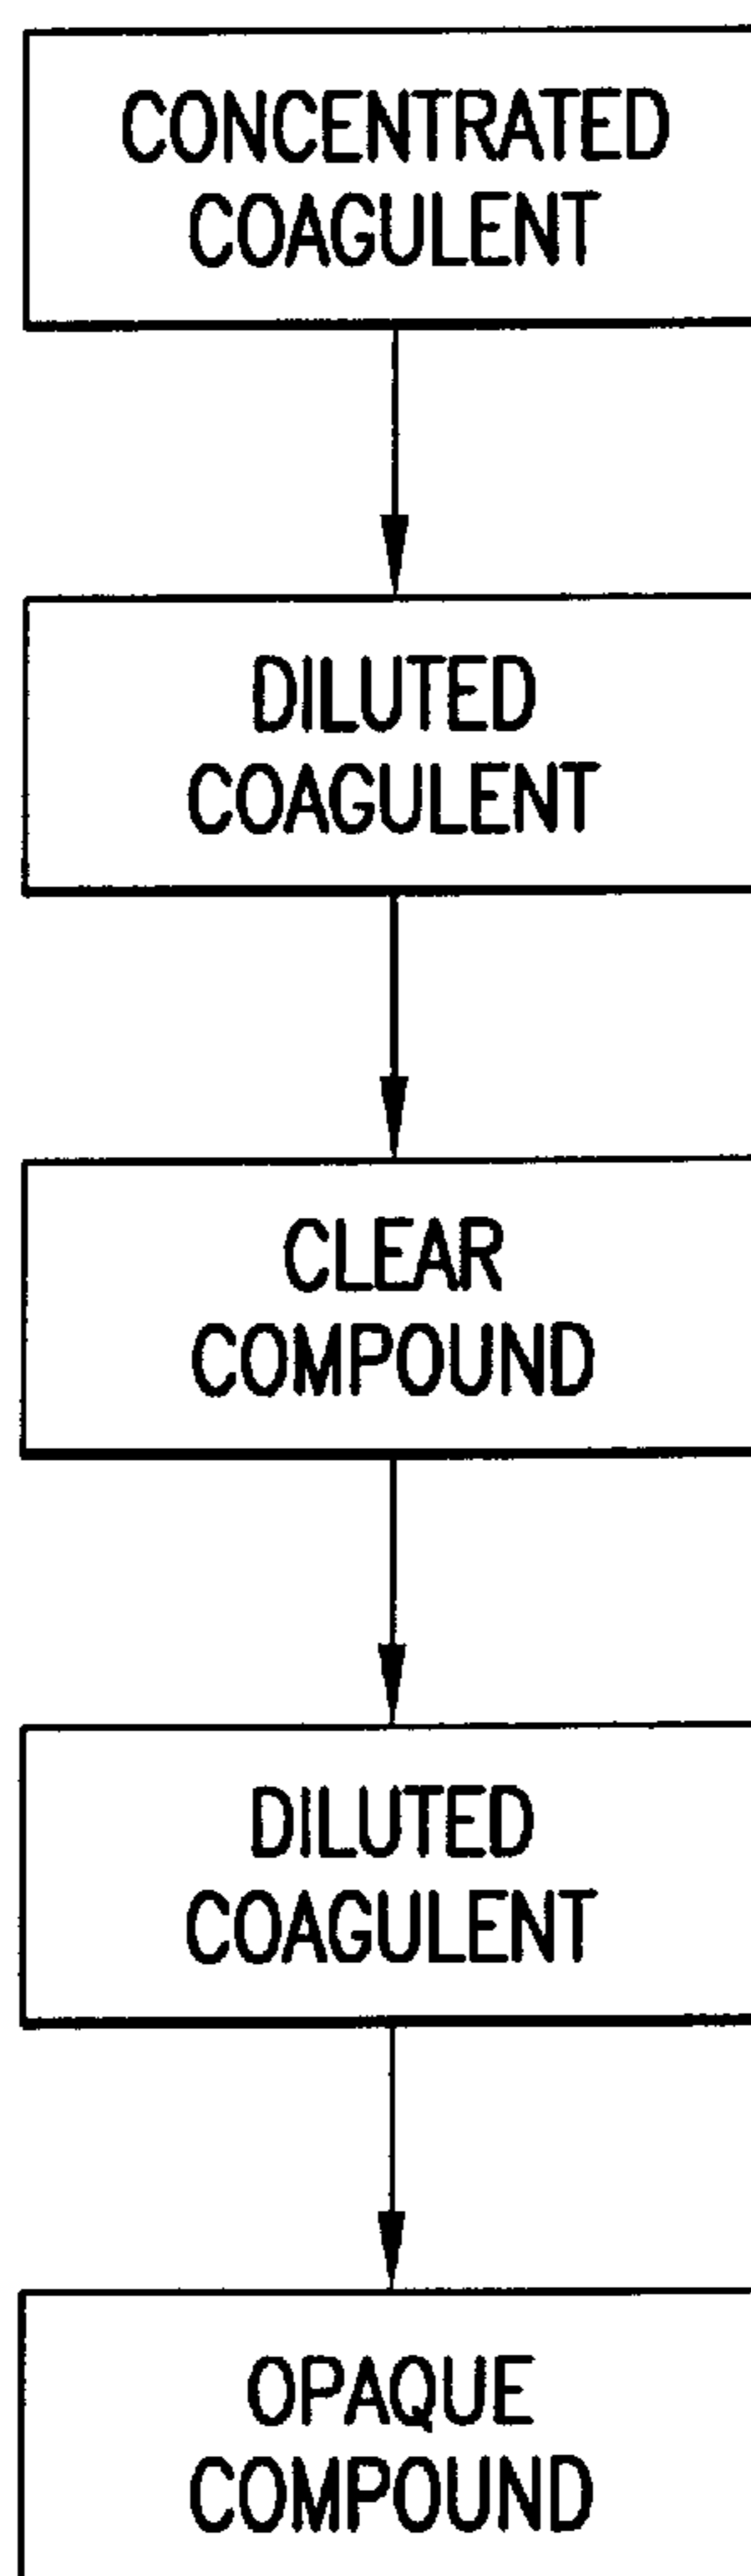 CONCENTRATED
COAGULENT
DILUTED
COAGULENT
CLEAR
COMPOUND
DILUTED
COAGULENT
OPAQUE
COMPOUND